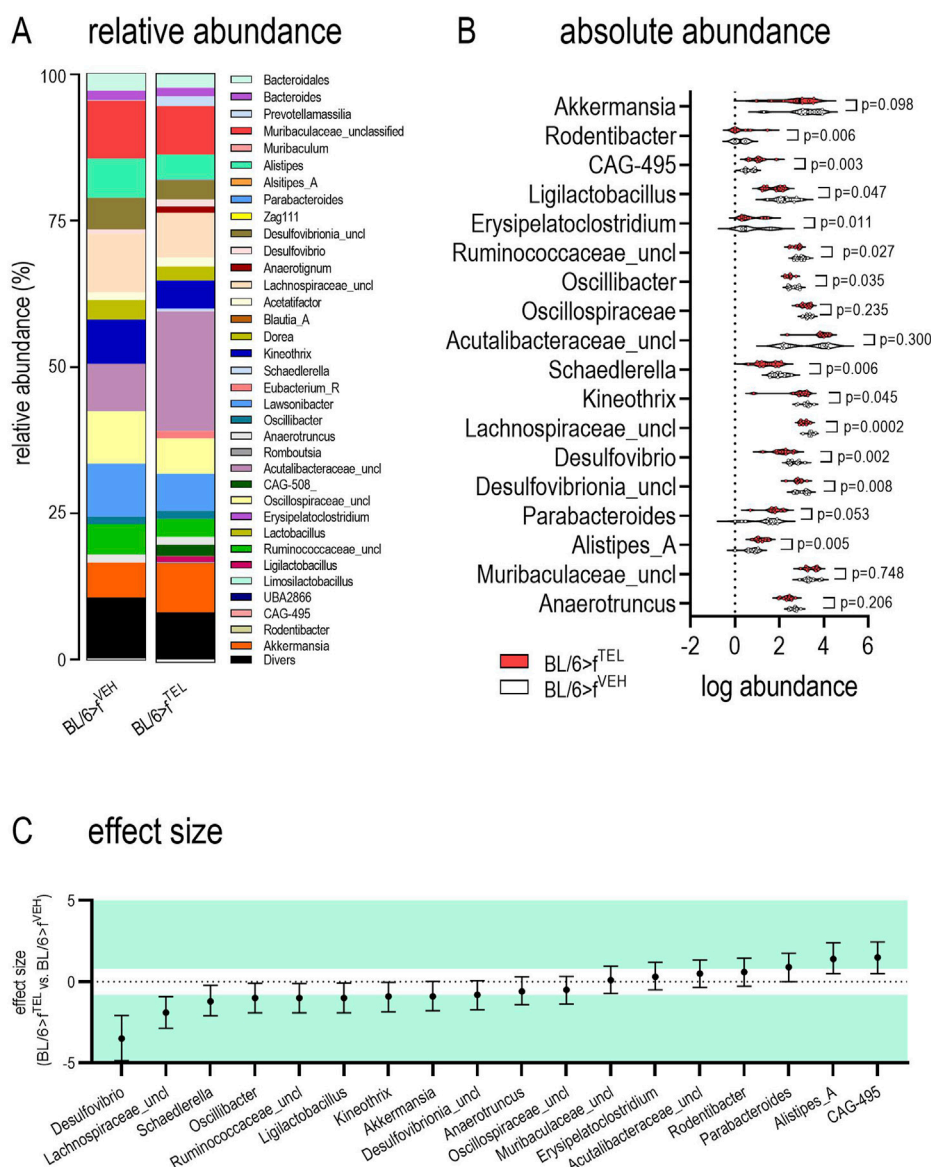 A relative abundance
100
75
50
25
0
relative abundance (%)
BL/6>f^VEH
BL/6>f^TEL
Bacteroidales
Bacteroides
Prevotellamassilia
Muribaculaceae_unclassified
Muribaculum
Alistipes
Alsitipes_A
Parabacteroides
Zag111
Desulfovibrionia_uncl
Desulfovibrio
Anaerotignum
Lachnospiraceae_uncl
Acetatifactor
Blautia_A
Dorea
Kineothrix
Schaedlerella
Eubacterium_R
Lawsonibacter
Oscillibacter
Anaerotruncus
Romboutsia
Acutalibacteraceae_uncl
CAG-508_
Oscillospiraceae_uncl
Erysipelatoclostridium
Lactobacillus
Ruminococcaceae_uncl
Ligilactobacillus
Limosilactobacillus
UBA2866
CAG-495
Rodentibacter
Akkermansia
Divers
B absolute abundance
Akkermansia p=0.098
Rodentibacter p=0.006
CAG-495 p=0.003
Ligilactobacillus p=0.047
Erysipelatoclostridium p=0.011
Ruminococcaceae_uncl p=0.027
Oscillibacter p=0.035
Oscillospiraceae p=0.235
Acutalibacteraceae_uncl p=0.300
Schaedlerella p=0.006
Kineothrix p=0.045
Lachnospiraceae_uncl p=0.0002
Desulfovibrio p=0.002
Desulfovibrionia_uncl p=0.008
Parabacteroides p=0.053
Alistipes_A p=0.005
Muribaculaceae_uncl p=0.748
Anaerotruncus p=0.206
-2 0 2 4 6
log abundance
BL/6>f^TEL
BL/6>f^VEH
C effect size
5
0
-5
effect size
(BL/6>f^TEL vs. BL/6>f^VEH)
Desulfovibrio
Lachnospiraceae_uncl
Schaedlerella
Oscillibacter
Ruminococcaceae_uncl
Ligilactobacillus
Kineothrix
Akkermansia
Desulfovibrionia_uncl
Anaerotruncus
Oscillospiraceae_uncl
Muribaculaceae_uncl
Erysipelatoclostridium
Acutalibacteraceae_uncl
Rodentibacter
Parabacteroides
Alistipes_A
CAG-495